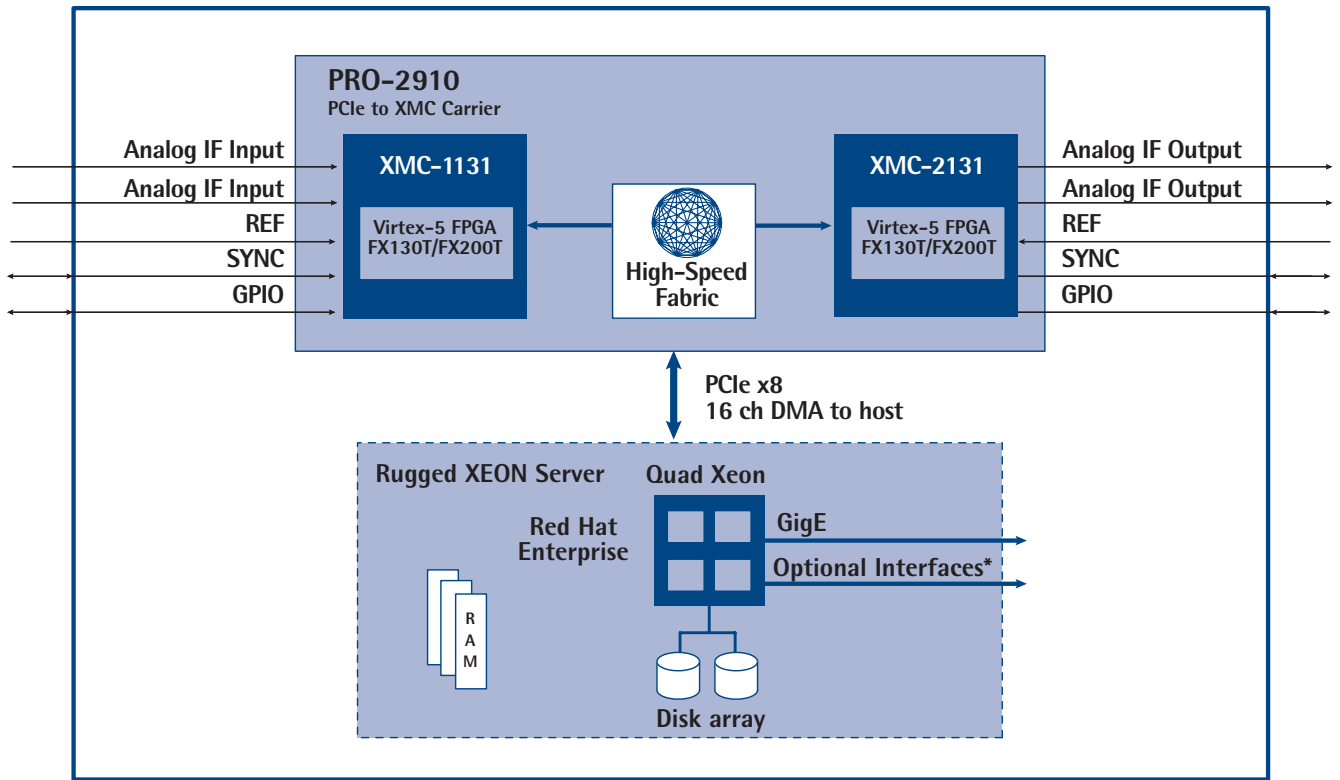 PRO-2910
PCIe to XMC Carrier
Analog IF Input
Analog IF Input
REF
SYNC
GPIO
XMC-1131
Virtex-5 FPGA
FX130T/FX200T
High-Speed
Fabric
XMC-2131
Virtex-5 FPGA
FX130T/FX200T
Analog IF Output
Analog IF Output
REF
SYNC
GPIO
PCIe x8
16 ch DMA to host
Rugged XEON Server
Quad Xeon
Red Hat
Enterprise
GigE
Optional Interfaces*
R
A
M
Disk array